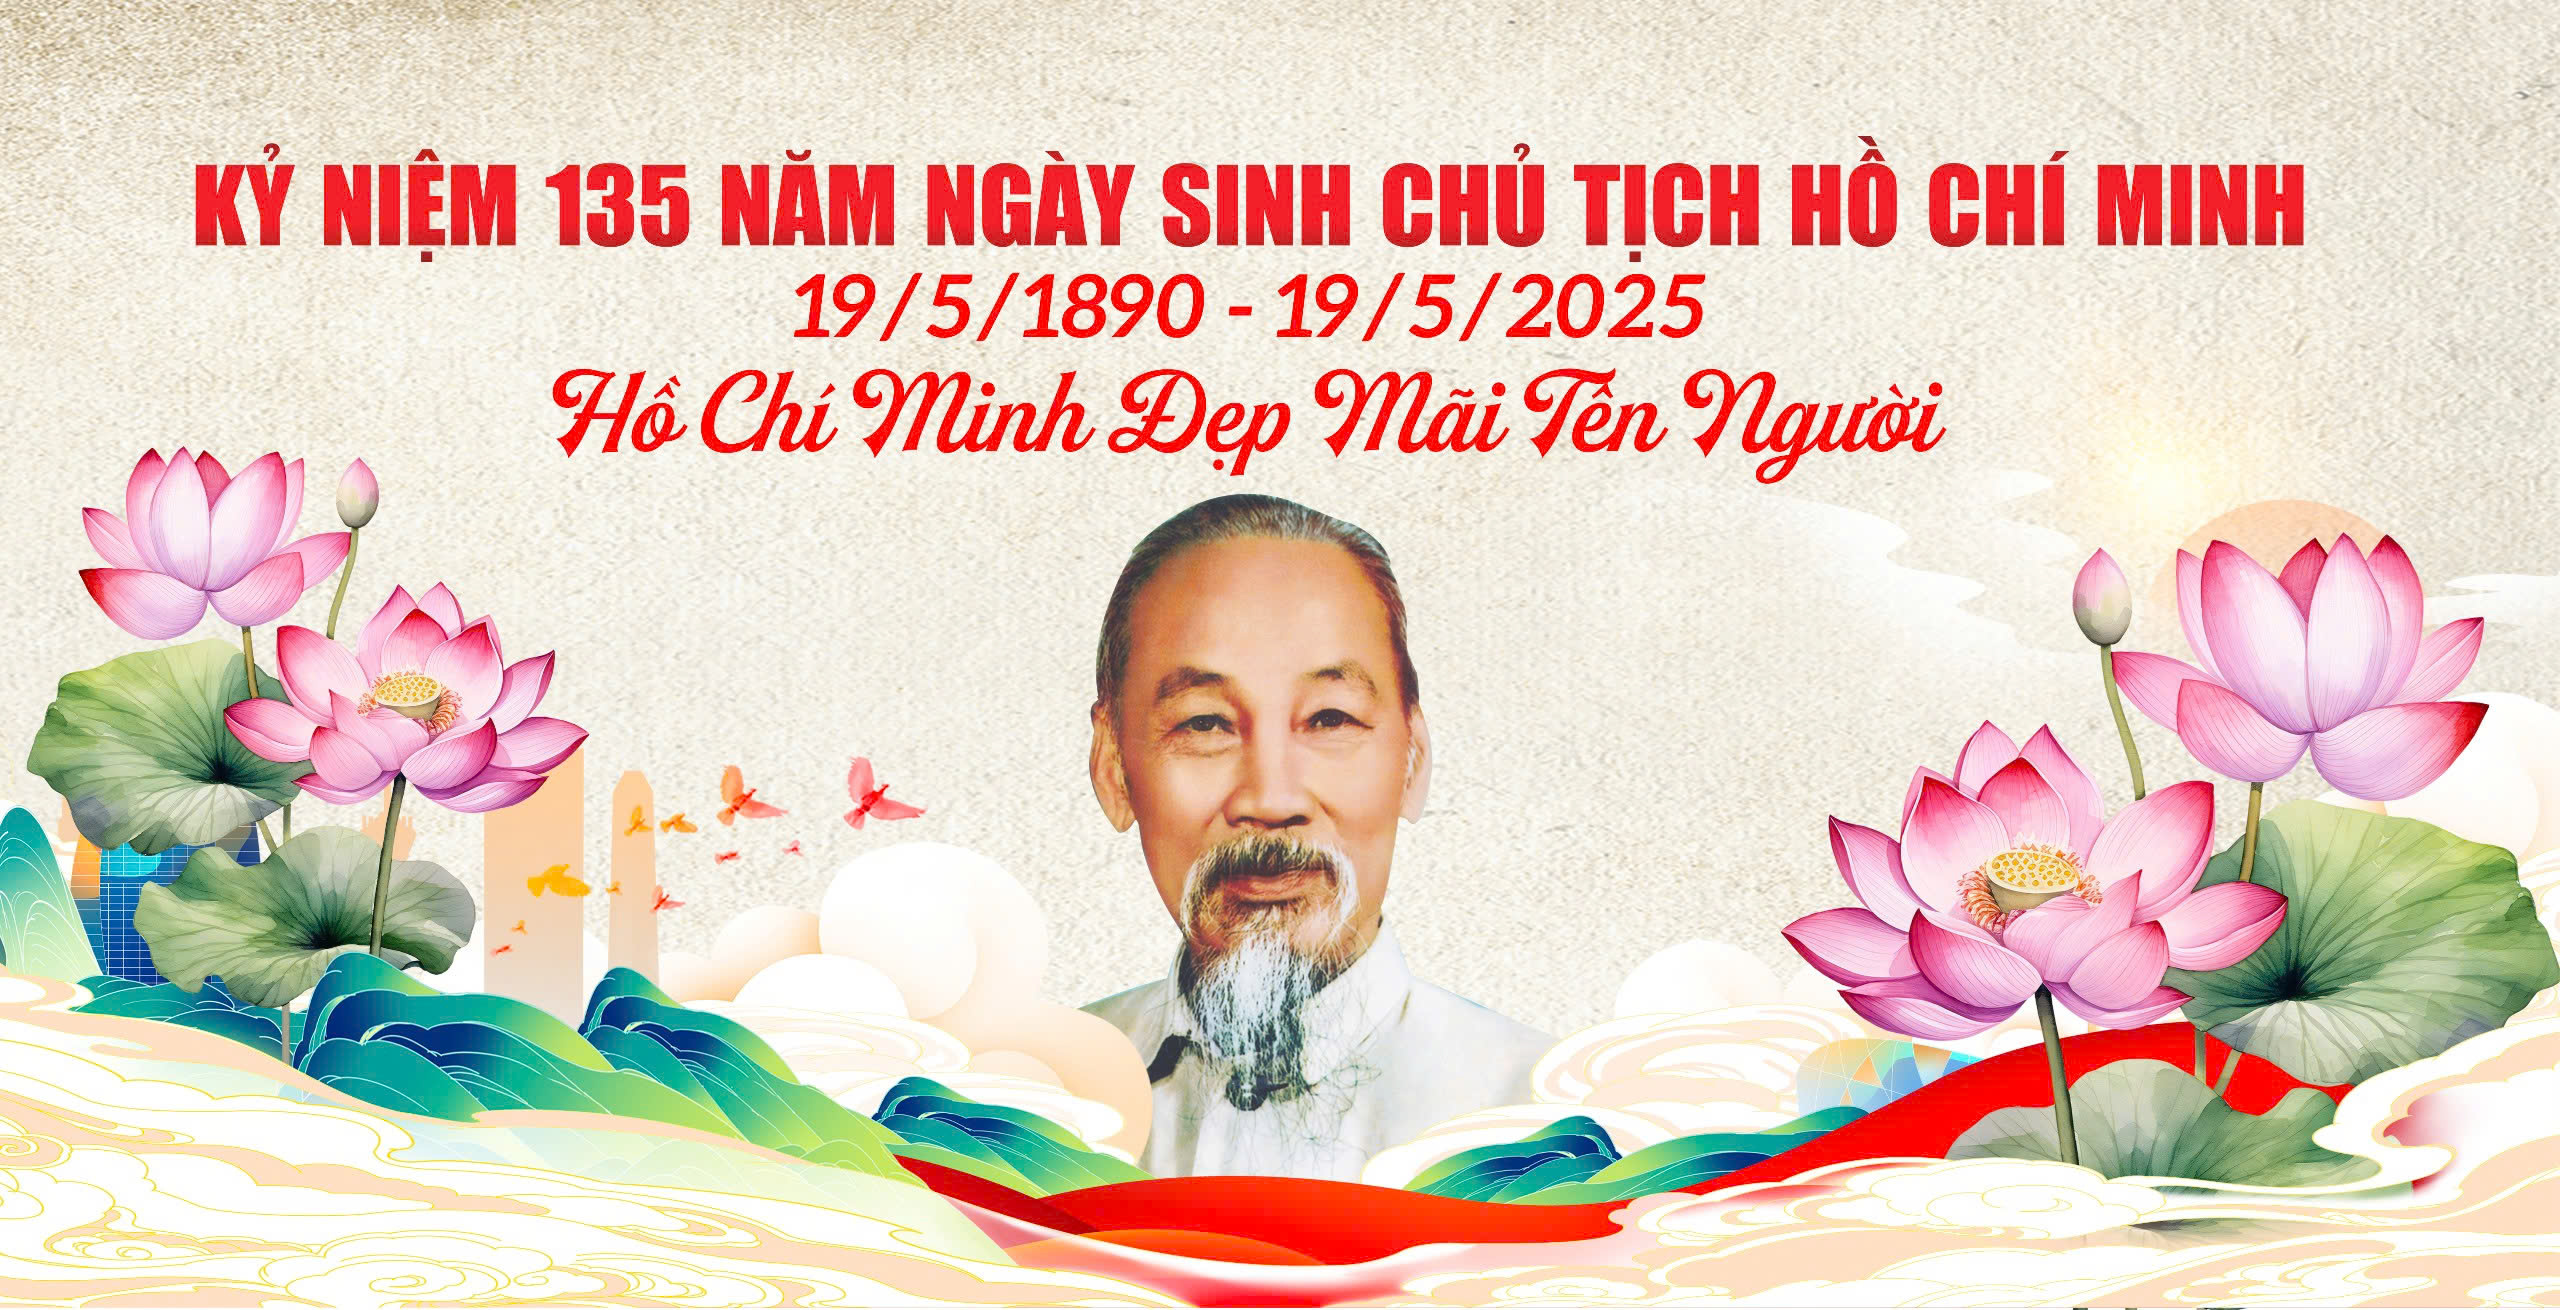 KỶ NIỆM 135 NĂM NGÀY SINH CHỦ TỊCH HỒ CHÍ MINH
19/5/1890 - 19/5/2025
Hồ Chí Minh Đẹp Mãi Tên Người